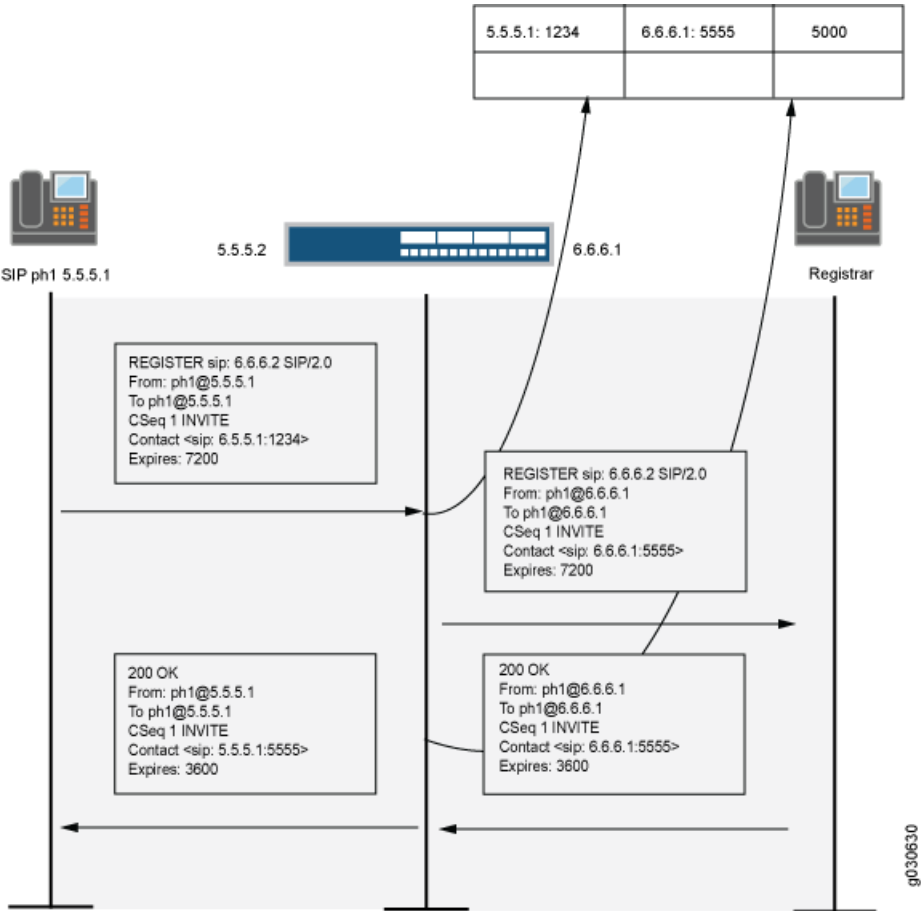 5.5.5.1: 1234 6.6.6.1: 5555 5000
5.5.5.2
6.6.6.1
SIP ph1 5.5.5.1
Registrar
REGISTER sip: 6.6.6.2 SIP/2.0
From: ph1@5.5.5.1
To ph1@5.5.5.1
CSeq 1 INVITE
Contact <sip: 6.5.5.1:1234>
Expires: 7200
REGISTER sip: 6.6.6.2 SIP/2.0
From: ph1@6.6.6.1
To ph1@6.6.6.1
CSeq 1 INVITE
Contact <sip: 6.6.6.1:5555>
Expires: 7200
200 OK
From: ph1@5.5.5.1
To ph1@5.5.5.1
CSeq 1 INVITE
Contact <sip: 5.5.5.1:5555>
Expires: 3600
200 OK
From: ph1@6.6.6.1
To ph1@6.6.6.1
CSeq 1 INVITE
Contact <sip: 6.6.6.1:5555>
Expires: 3600
g030630